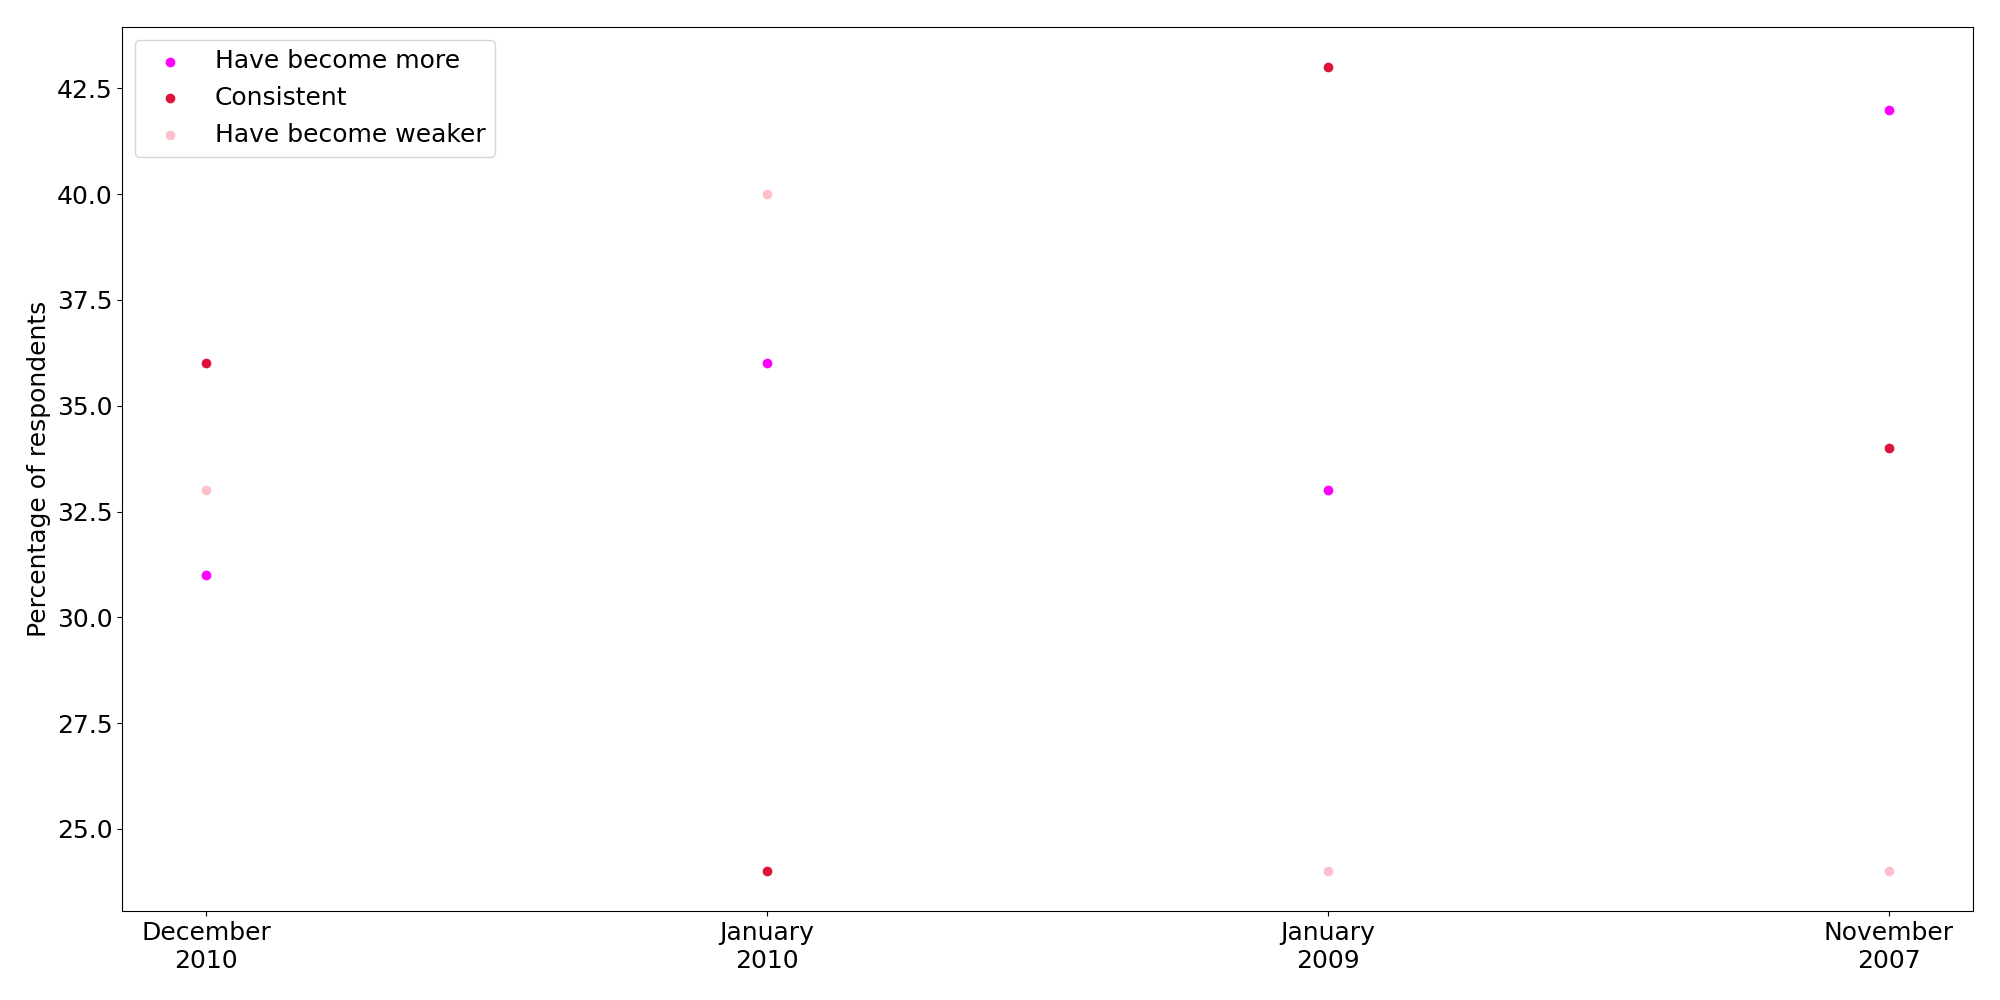 Have become more
Consistent
Have become weaker
Percentage of respondents
42.5
40.0
37.5
35.0
32.5
30.0
27.5
25.0
December
2010
January
2010
January
2009
November
2007